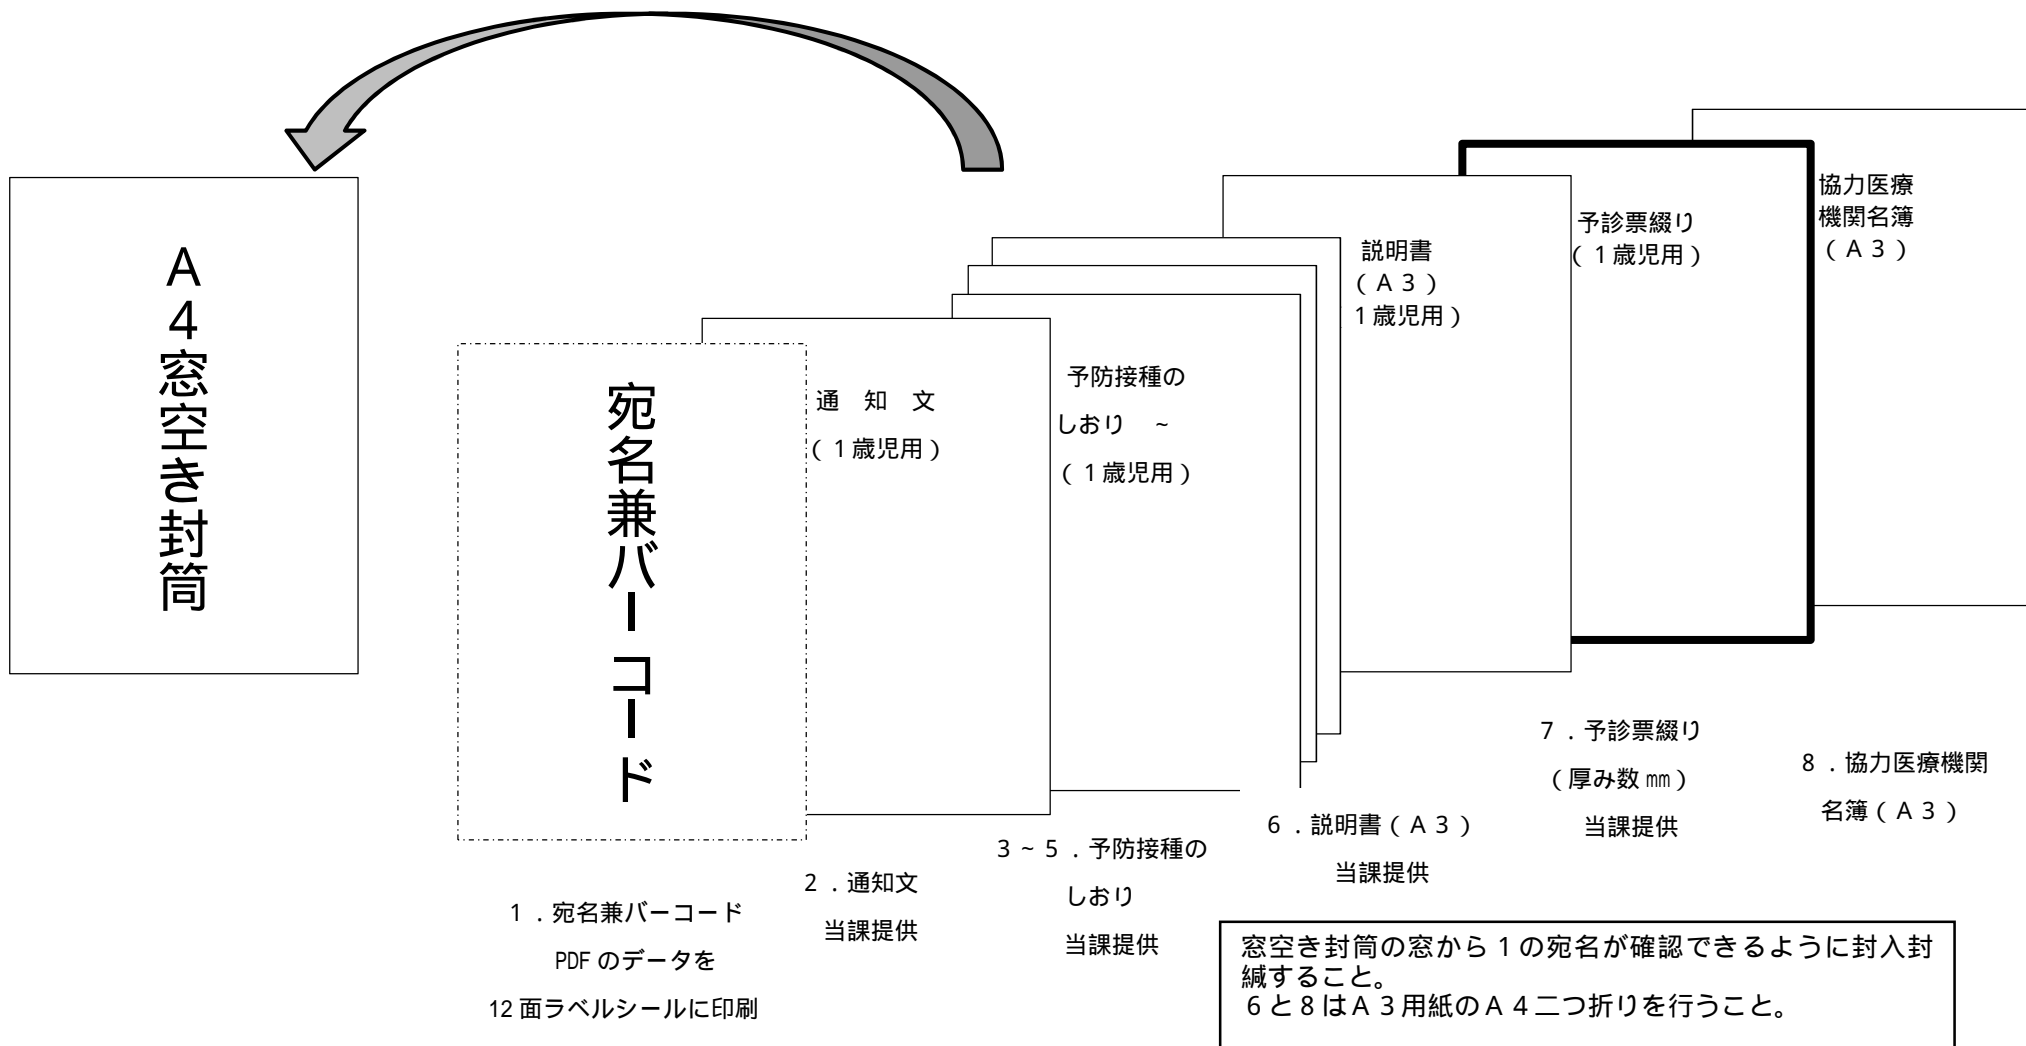 A4窓空き封筒
宛名兼バーコード
通　知　文
(１歳児用)
予防接種の
しおり　～
(１歳児用)
説明書
(Ａ３)
１歳児用)
予診票綴り
(１歳児用)
協力医療
機関名簿
(Ａ３)
１．宛名兼バーコード
PDFのデータを
12面ラベルシールに印刷
２．通知文
当課提供
３～５．予防接種の
しおり
当課提供
６．説明書(Ａ３)
当課提供
７．予診票綴り
(厚み数㎜)
当課提供
８．協力医療機関
名簿(Ａ３)
窓空き封筒の窓から１の宛名が確認できるように封入封
緘すること。
６と８はＡ３用紙のＡ４二つ折りを行うこと。